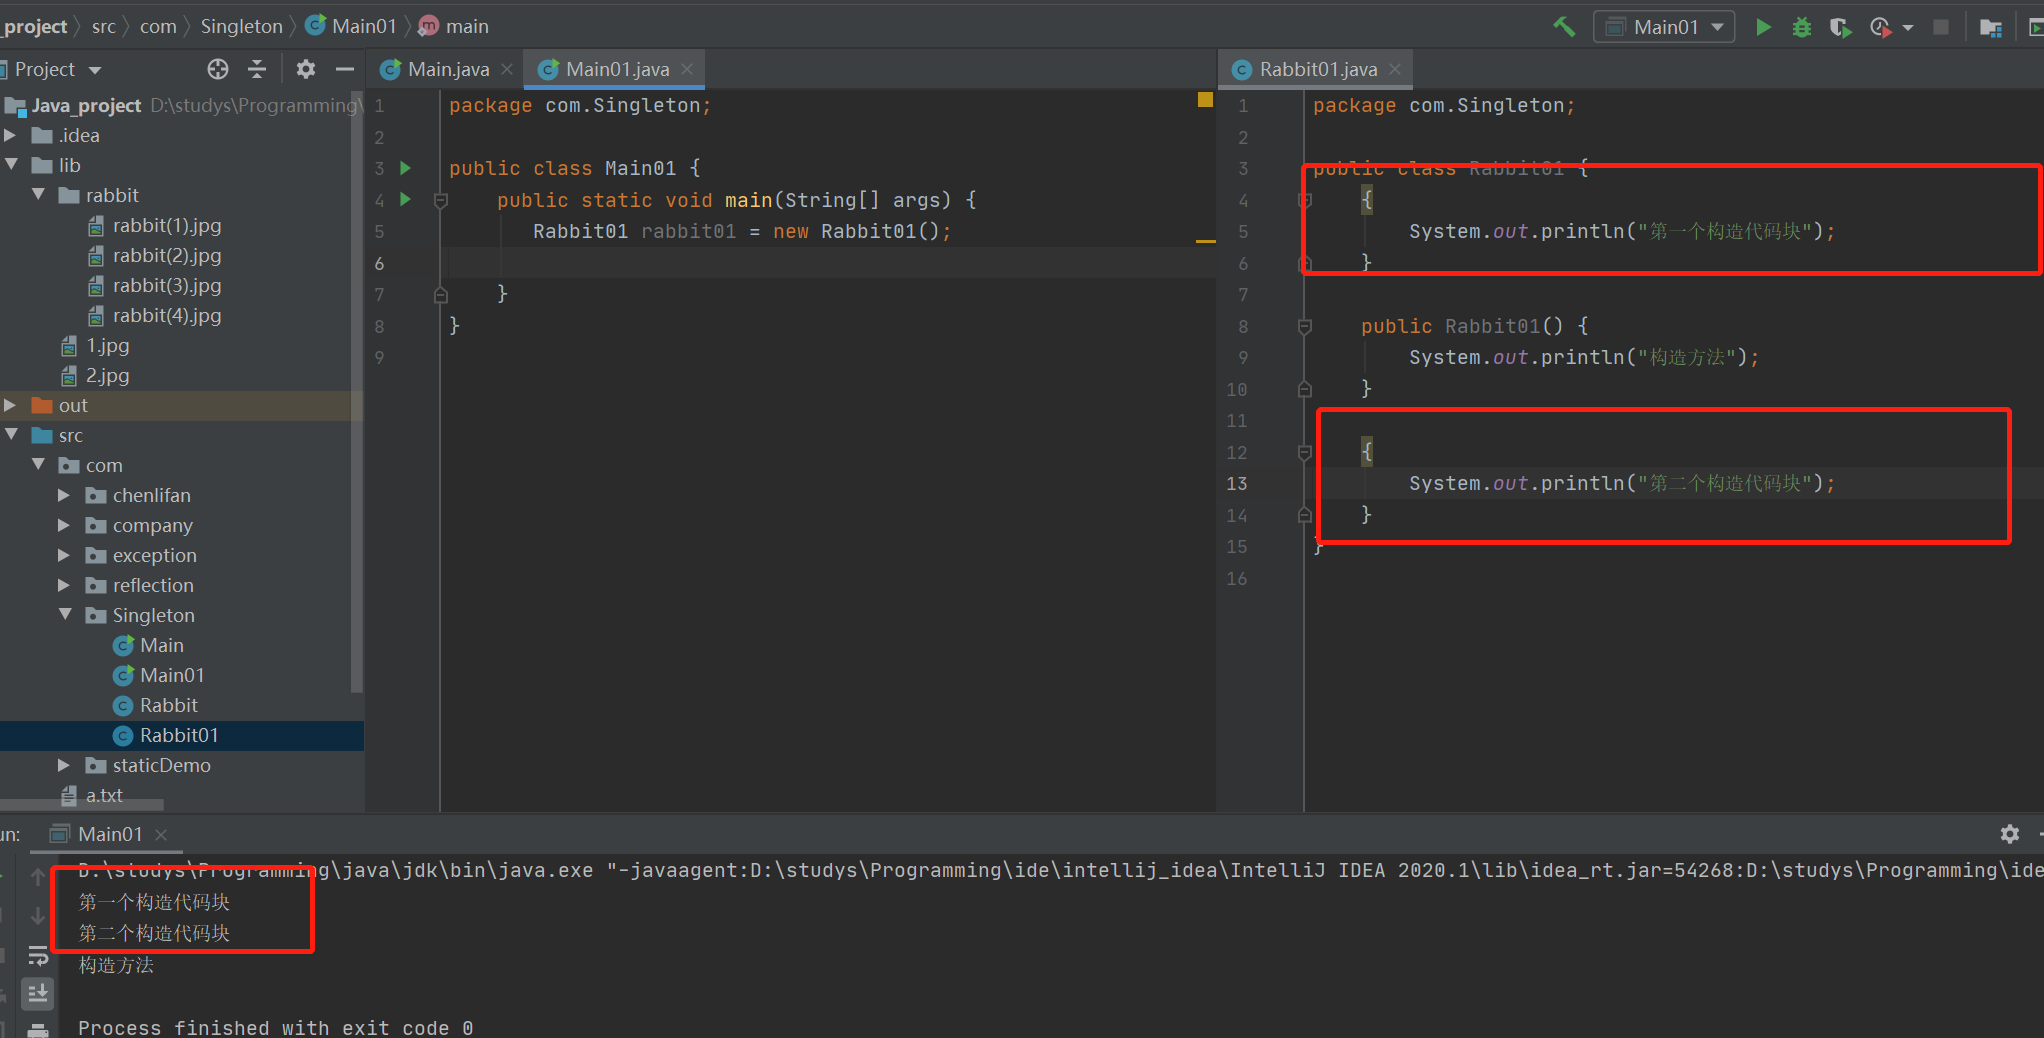 _project src com Singleton Main01 main
Main01
Project
Main.java
Main01.java
Rabbit01.java
Java_project D:\studys\Programming\
.idea
lib
rabbit
rabbit(1).jpg
rabbit(2).jpg
rabbit(3).jpg
rabbit(4).jpg
1.jpg
2.jpg
out
src
com
chenlifan
company
exception
reflection
Singleton
Main
Main01
Rabbit
Rabbit01
staticDemo
a.txt
1 package com.Singleton;
2
3 public class Main01 {
4 public static void main(String[] args) {
5 Rabbit01 rabbit01 = new Rabbit01();
6
7 }
8 }
9
1 package com.Singleton;
2
3 public class Rabbit01 {
4 {
5 System.out.println("第一个构造代码块");
6 }
7
8 public Rabbit01() {
9 System.out.println("构造方法");
10 }
11
12 {
13 System.out.println("第二个构造代码块");
14 }
15 }
16
un: Main01
D:\studys\Programming\java\jdk\bin\java.exe "-javaagent:D:\studys\Programming\ide\intellij_idea\IntelliJ IDEA 2020.1\lib\idea_rt.jar=54268:D:\studys\Programming\ide
第一个构造代码块
第二个构造代码块
构造方法
Process finished with exit code 0